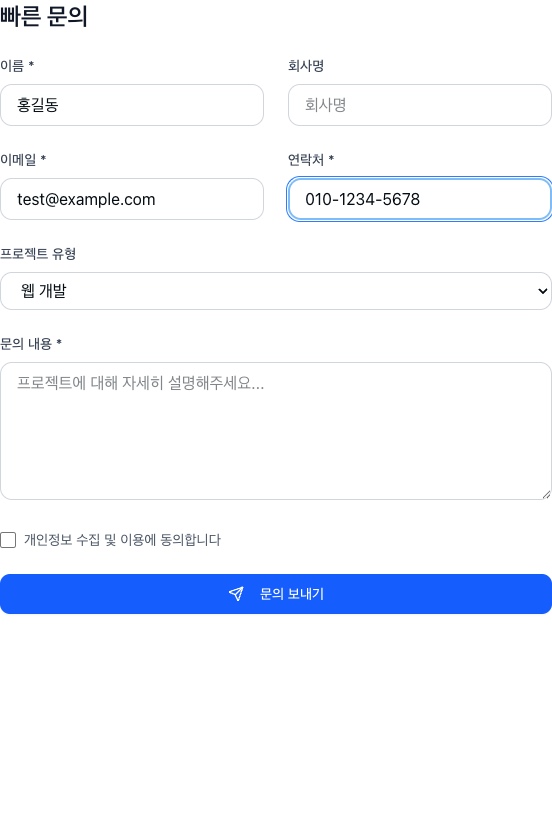 빠른 문의
이름 *
회사명
홍길동
회사명
이메일 *
연락처 *
test@example.com
010-1234-5678
프로젝트 유형
웹 개발
문의 내용 *
프로젝트에 대해 자세히 설명해주세요...
개인정보 수집 및 이용에 동의합니다
문의 보내기